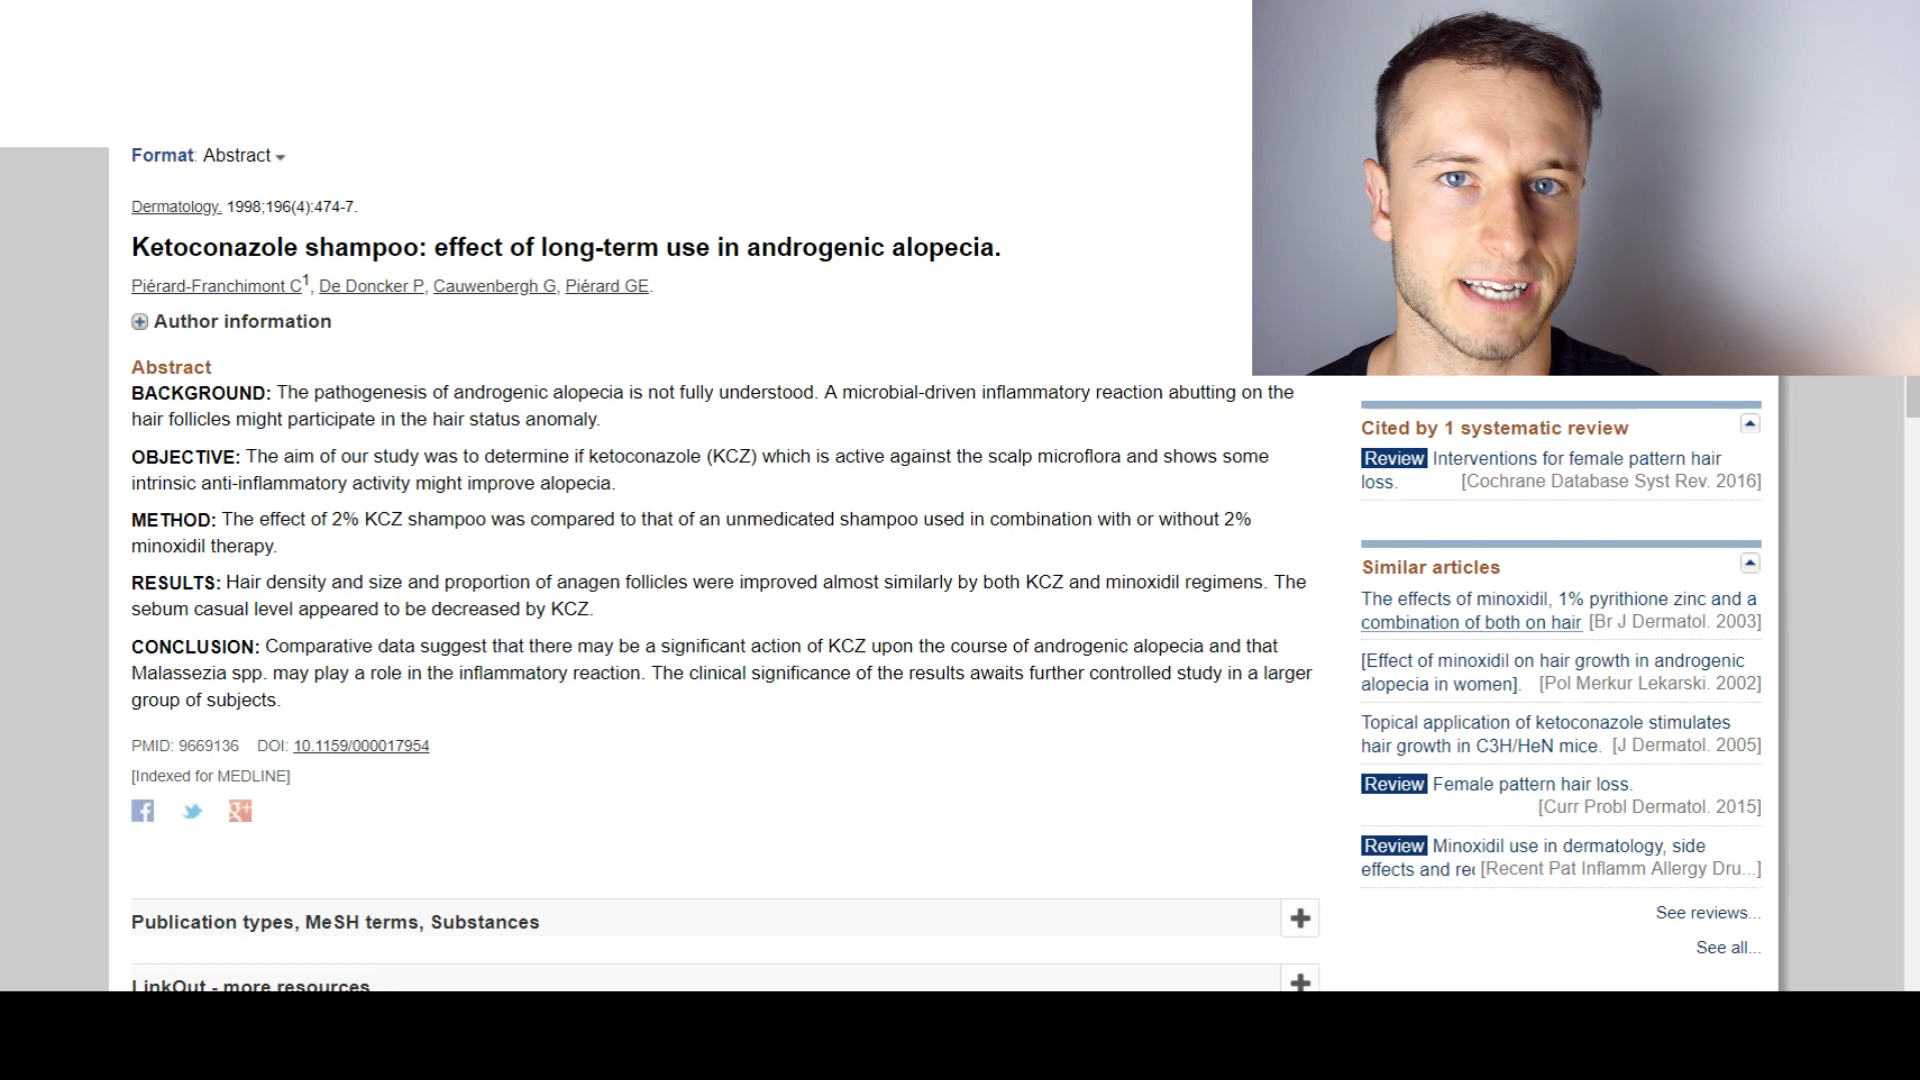 Format: Abstract
Dermatology. 1998;196(4):474-7.
Ketoconazole shampoo: effect of long-term use in androgenic alopecia.
Piérard-Franchimont C1, De Doncker P, Cauwenbergh G, Piérard GE.
Author information
Abstract
BACKGROUND: The pathogenesis of androgenic alopecia is not fully understood. A microbial-driven inflammatory reaction abutting on the
hair follicles might participate in the hair status anomaly.
OBJECTIVE: The aim of our study was to determine if ketoconazole (KCZ) which is active against the scalp microflora and shows some
intrinsic anti-inflammatory activity might improve alopecia.
METHOD: The effect of 2% KCZ shampoo was compared to that of an unmedicated shampoo used in combination with or without 2%
minoxidil therapy.
RESULTS: Hair density and size and proportion of anagen follicles were improved almost similarly by both KCZ and minoxidil regimens. The
sebum casual level appeared to be decreased by KCZ.
CONCLUSION: Comparative data suggest that there may be a significant action of KCZ upon the course of androgenic alopecia and that
Malassezia spp. may play a role in the inflammatory reaction. The clinical significance of the results awaits further controlled study in a larger
group of subjects.
PMID: 9669136 DOI: 10.1159/000017954
[Indexed for MEDLINE]
f
g+
Publication types, MeSH terms, Substances
LinkOut - more resources
Cited by 1 systematic review
Review Interventions for female pattern hair
loss. [Cochrane Database Syst Rev. 2016]
Similar articles
The effects of minoxidil, 1% pyrithione zinc and a
combination of both on hair [Br J Dermatol. 2003]
[Effect of minoxidil on hair growth in androgenic
alopecia in women]. [Pol Merkur Lekarski. 2002]
Topical application of ketoconazole stimulates
hair growth in C3H/HeN mice. [J Dermatol. 2005]
Review Female pattern hair loss.
[Curr Probl Dermatol. 2015]
Review Minoxidil use in dermatology, side
effects and rec [Recent Pat Inflamm Allergy Dru...]
See reviews...
See all...